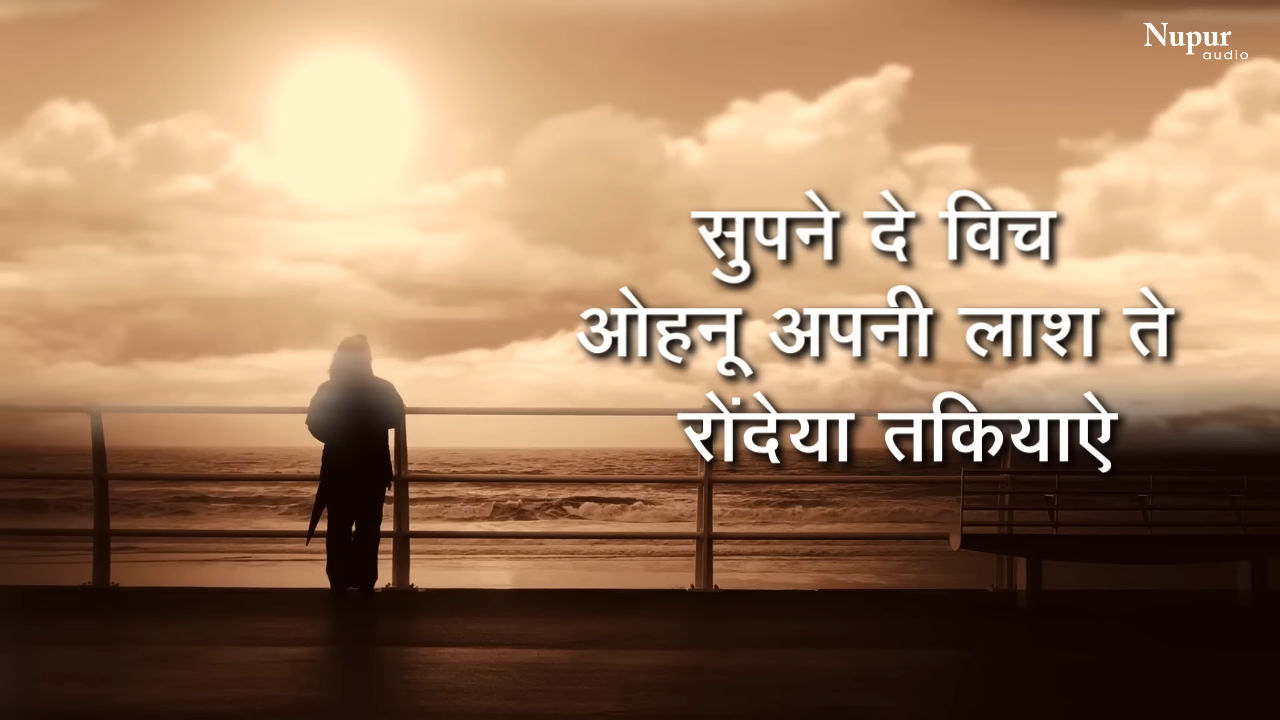 Nupur
audio
सुपने दे विच
ओहनू अपनी लाश ते
रोंदेया तकियाऐ